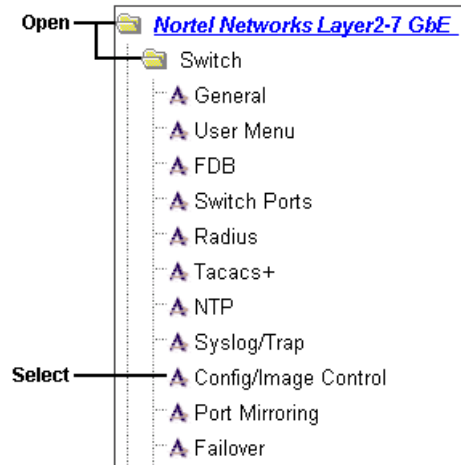 Open Nortel Networks Layer2-7 GbE
Switch
General
User Menu
FDB
Switch Ports
Radius
Tacacs+
NTP
Syslog/Trap
Select Config/Image Control
Port Mirroring
Failover